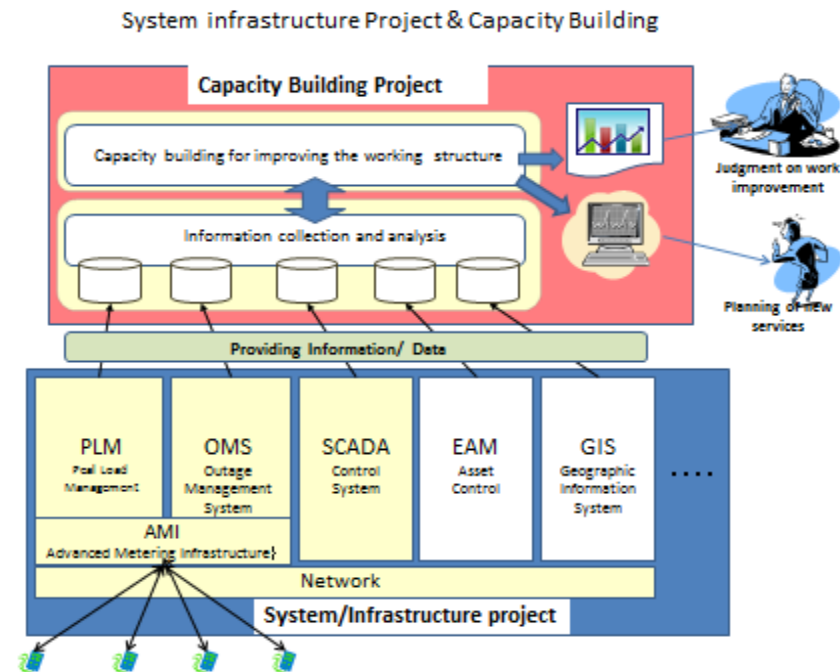 System infrastructure Project & Capacity Building
Capacity Building Project
Capacity building for improving the working structure
Judgment on work
improvement
Information collection and analysis
Planning of new
services
Providing Information/ Data
PLM
Peal Load
Management
OMS
Outage
Management
System
SCADA
Control
System
EAM
Asset
Control
GIS
Geographic
Information
System
....
AMI
Advanced Metering Infrastructure}
Network
System/Infrastructure project